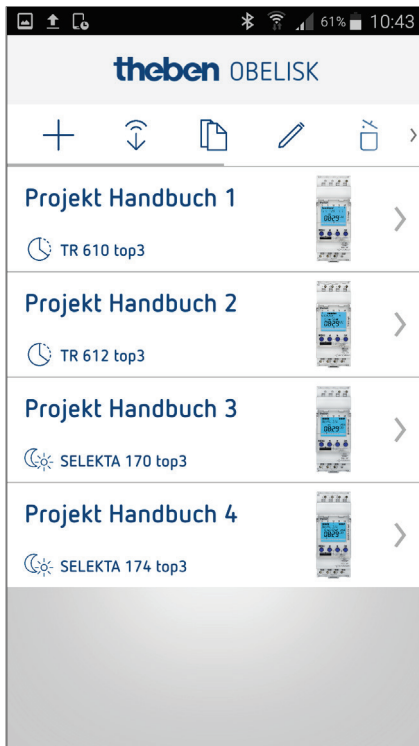 61% 10:43
theben OBELISK
Projekt Handbuch 1
TR 610 top3
Projekt Handbuch 2
TR 612 top3
Projekt Handbuch 3
SELEKTA 170 top3
Projekt Handbuch 4
SELEKTA 174 top3